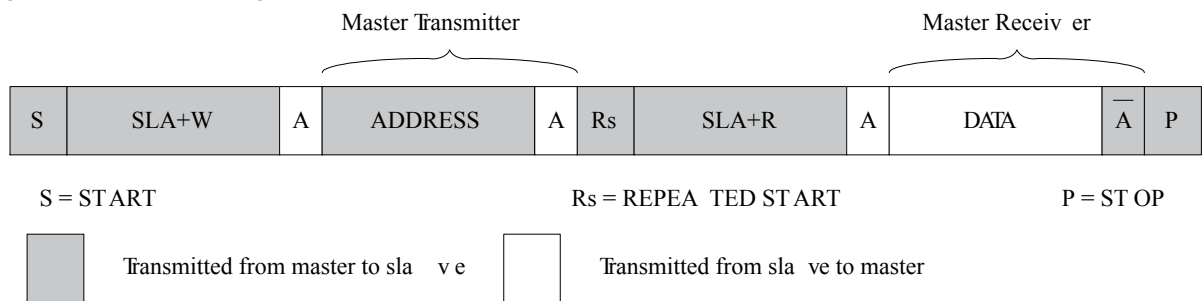 Master Transmitter Master Receiv er
S SLA+W A ADDRESS A Rs SLA+R A DATA A̅ P
S = ST ART Rs = REPEA TED ST ART P = ST OP
Transmitted from master to sla v e Transmitted from sla ve to master